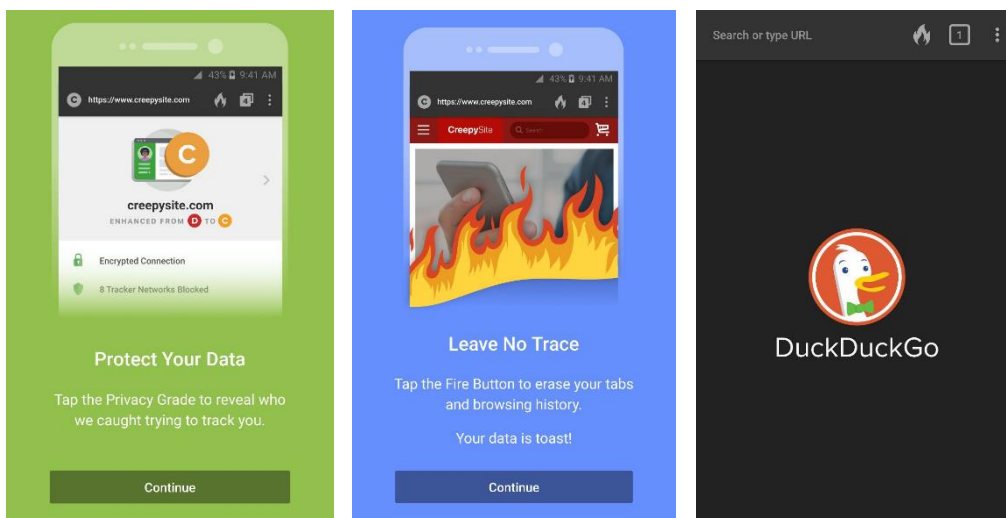 43% 9:41 AM
C https://www.creepysite.com 4
C
creepysite.com
ENHANCED FROM D TO C
Encrypted Connection
8 Tracker Networks Blocked
Protect Your Data
Tap the Privacy Grade to reveal who
we caught trying to track you.
Continue
43% 9:41 AM
C https://www.creepysite.com 4
CreepySite Search
Leave No Trace
Tap the Fire Button to erase your tabs
and browsing history.
Your data is toast!
Continue
Search or type URL 1
DuckDuckGo